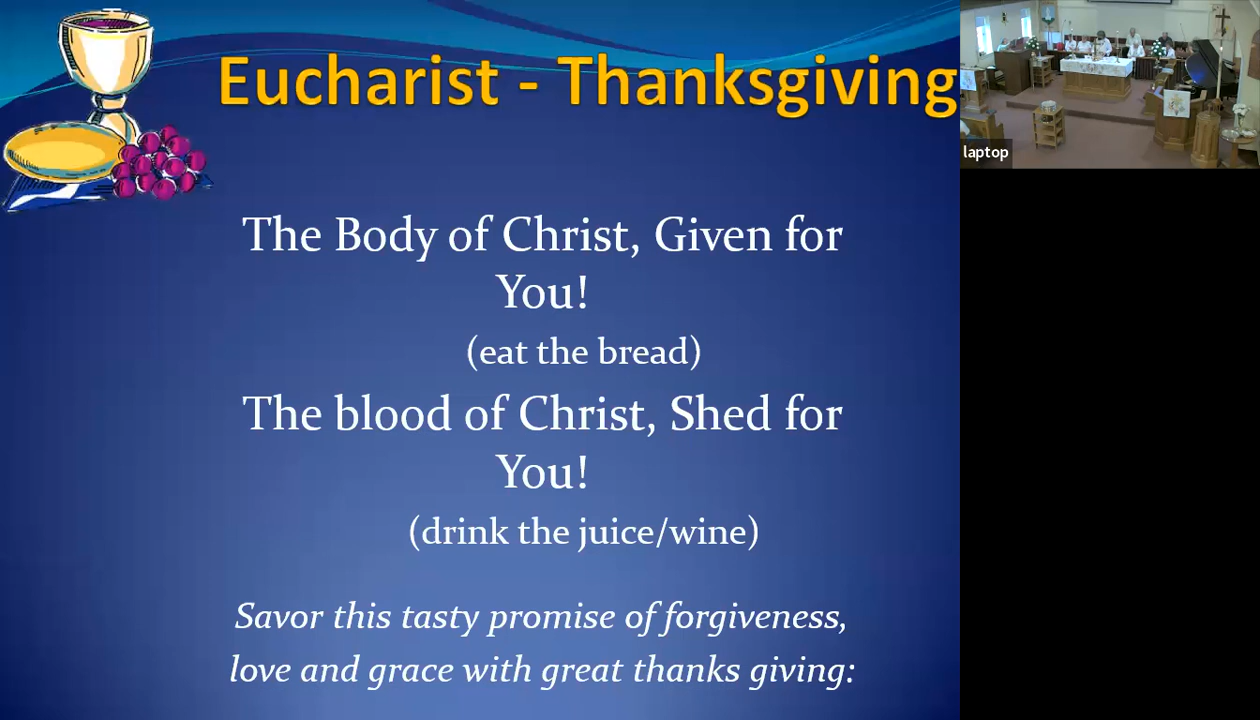 Eucharist - Thanksgiving
laptop
The Body of Christ, Given for
You!
(eat the bread)
The blood of Christ, Shed for
You!
(drink the juice/wine)
Savor this tasty promise of forgiveness,
love and grace with great thanks giving: